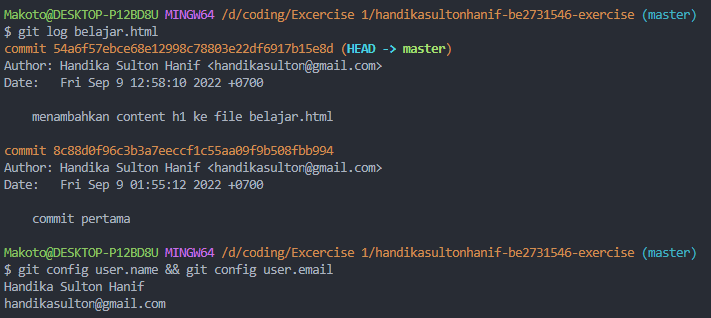 Makoto@DESKTOP-P12BD8U MINGW64 /d/coding/Excercise 1/handikasultonhanif-be2731546-exercise (master)
$ git log belajar.html
commit 54a6f57ebce68e12998c78803e22df6917b15e8d (HEAD -> master)
Author: Handika Sulton Hanif <handikasulton@gmail.com>
Date:   Fri Sep 9 12:58:10 2022 +0700
    menambahkan content h1 ke file belajar.html
commit 8c88d0f96c3b3a7eeccf1c55aa09f9b508fbb994
Author: Handika Sulton Hanif <handikasulton@gmail.com>
Date:   Fri Sep 9 01:55:12 2022 +0700
    commit pertama
Makoto@DESKTOP-P12BD8U MINGW64 /d/coding/Excercise 1/handikasultonhanif-be2731546-exercise (master)
$ git config user.name && git config user.email
Handika Sulton Hanif
handikasulton@gmail.com